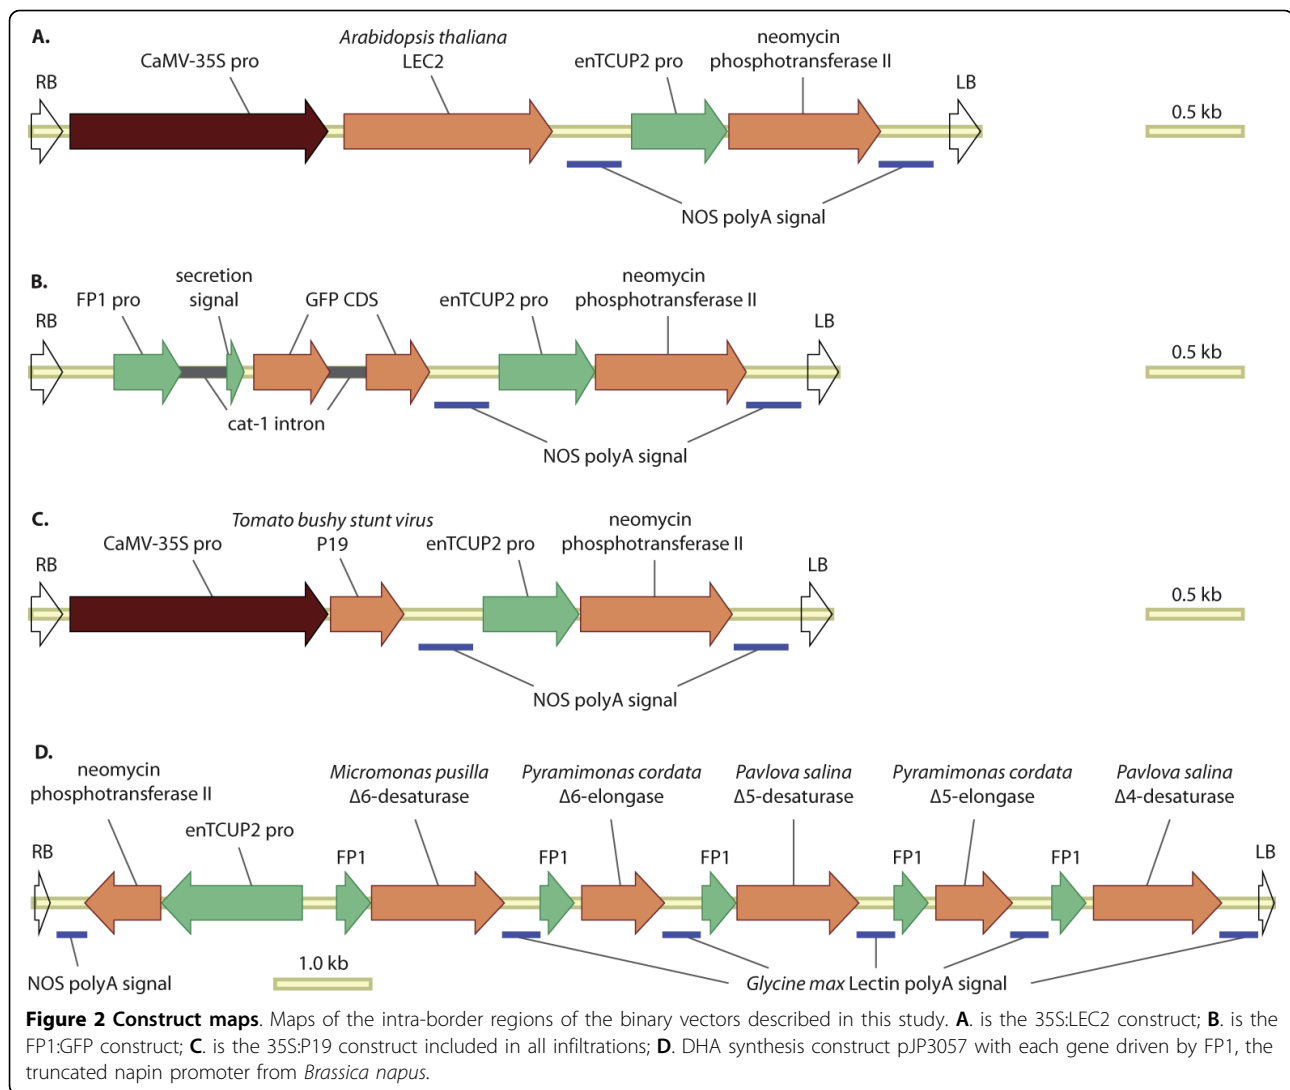 A.
Arabidopsis thaliana
LEC2
neomycin
phosphotransferase II
CaMV-35S pro
enTCUP2 pro
RB
LB
0.5 kb
NOS polyA signal
B.
secretion
signal
neomycin
phosphotransferase II
FP1 pro
GFP CDS
enTCUP2 pro
RB
LB
0.5 kb
cat-1 intron
NOS polyA signal
C.
Tomato bushy stunt virus
P19
neomycin
phosphotransferase II
CaMV-35S pro
enTCUP2 pro
RB
LB
0.5 kb
NOS polyA signal
D.
neomycin
phosphotransferase II
Micromonas pusilla
Δ6-desaturase
Pyramimonas cordata
Δ6-elongase
Pavlova salina
Δ5-desaturase
Pyramimonas cordata
Δ5-elongase
Pavlova salina
Δ4-desaturase
enTCUP2 pro
RB
FP1
FP1
FP1
FP1
FP1
LB
NOS polyA signal
1.0 kb
Glycine max Lectin polyA signal
Figure 2 Construct maps. Maps of the intra-border regions of the binary vectors described in this study. A. is the 35S:LEC2 construct; B. is the
FP1:GFP construct; C. is the 35S:P19 construct included in all infiltrations; D. DHA synthesis construct pJP3057 with each gene driven by FP1, the
truncated napin promoter from Brassica napus.